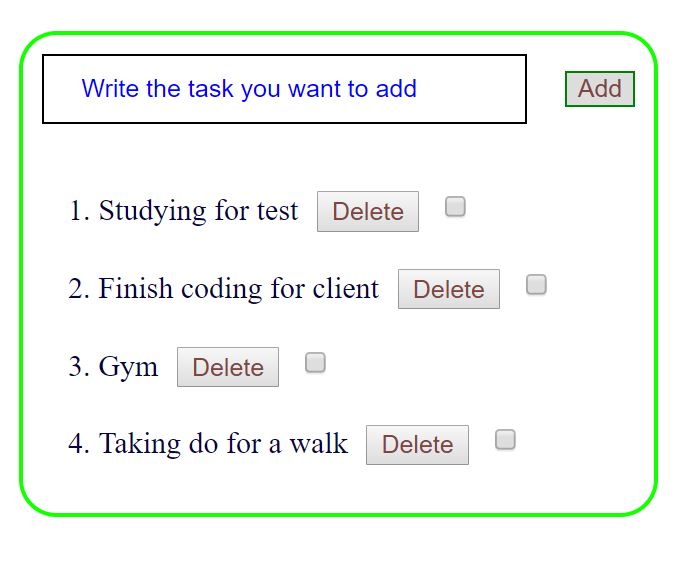 Write the task you want to add Add
1. Studying for test Delete
2. Finish coding for client Delete
3. Gym Delete
4. Taking do for a walk Delete